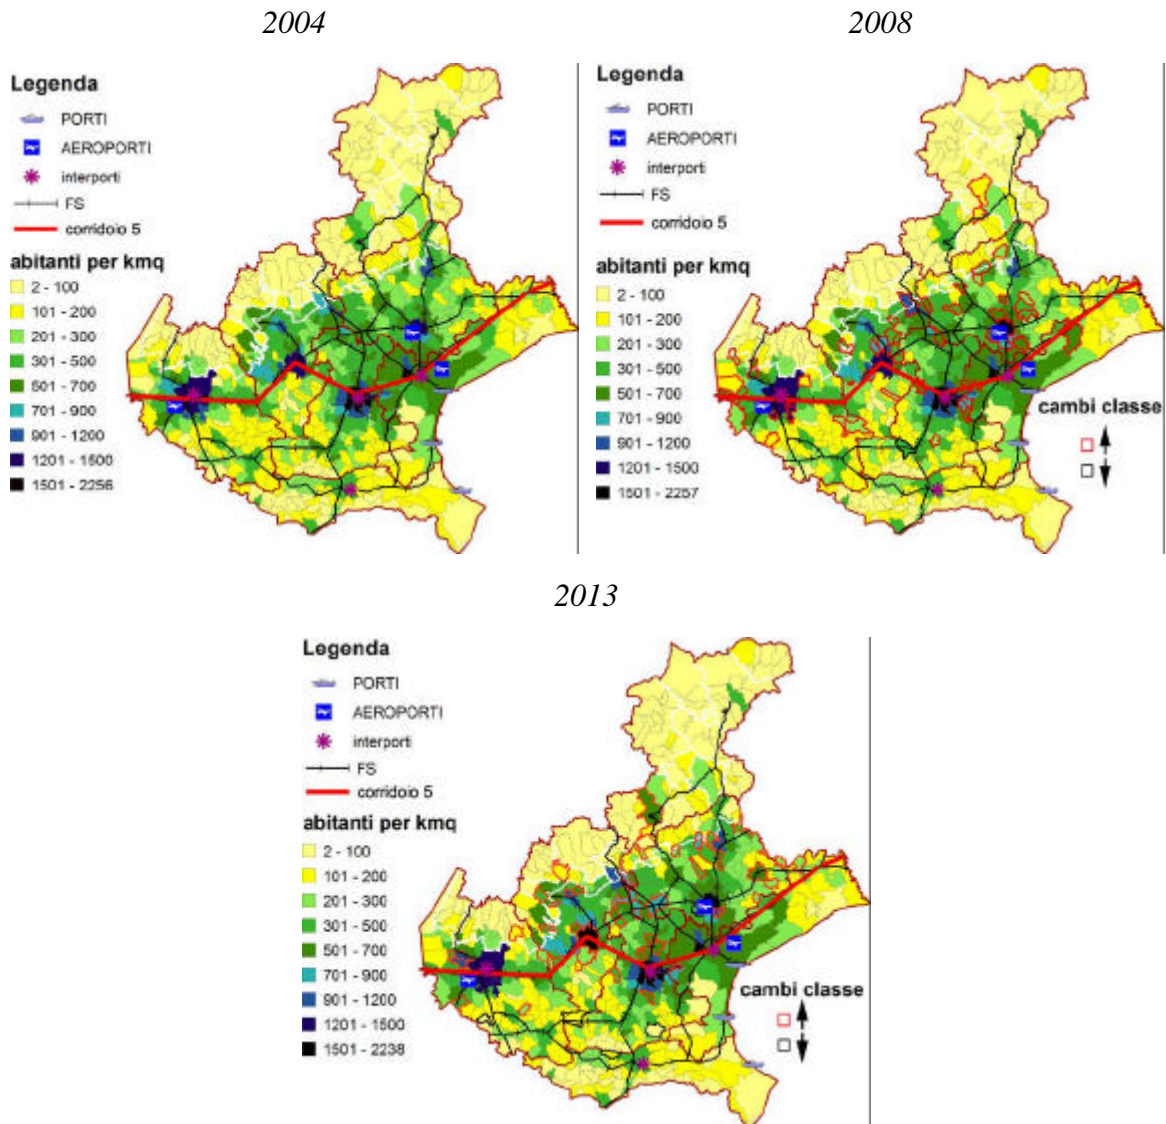 2004
Legenda
PORTI
AEROPORTI
interporti
FS
corridoio 5
abitanti per kmq
2 - 100
101 - 200
201 - 300
301 - 500
501 - 700
701 - 900
901 - 1200
1201 - 1500
1501 - 2256
2008
Legenda
PORTI
AEROPORTI
interporti
FS
corridoio 5
abitanti per kmq
2 - 100
101 - 200
201 - 300
301 - 500
501 - 700
701 - 900
901 - 1200
1201 - 1500
1501 - 2257
cambi classe
2013
Legenda
PORTI
AEROPORTI
interporti
FS
corridoio 5
abitanti per kmq
2 - 100
101 - 200
201 - 300
301 - 500
501 - 700
701 - 900
901 - 1200
1201 - 1500
1501 - 2238
cambi classe